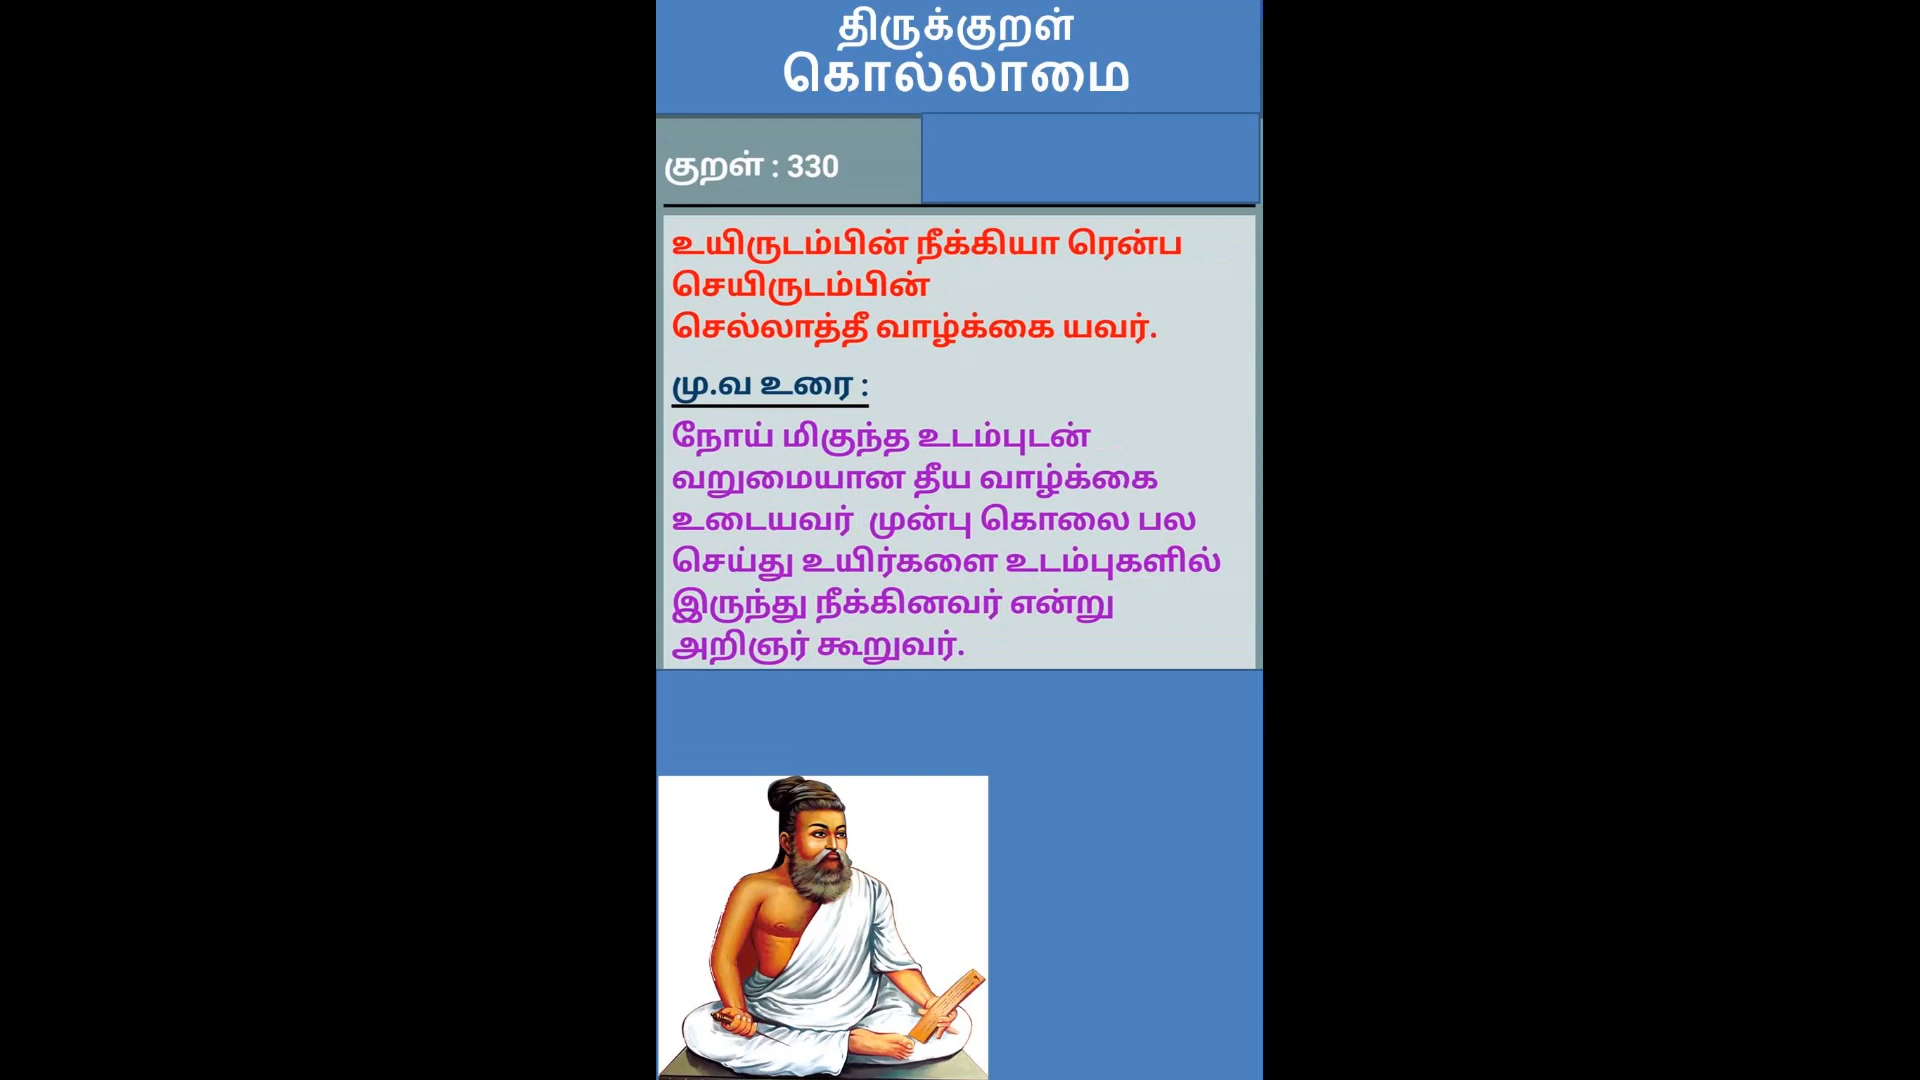 திருக்குறள்
கொல்லாமை
குறள் : 330
உயிருடம்பின் நீக்கியா ரென்ப
செயிருடம்பின்
செல்லாத்தீ வாழ்க்கை யவர்.
மு.வ உரை :
நோய் மிகுந்த உடம்புடன்
வறுமையான தீய வாழ்க்கை
உடையவர் முன்பு கொலை பல
செய்து உயிர்களை உடம்புகளில்
இருந்து நீக்கினவர் என்று
அறிஞர் கூறுவர்.